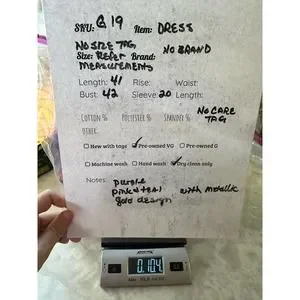 SKU: G 19 Item: DRESS
NO SIZE TAG
Size: REFER Brand: NO BRAND
MEASUREMENTS
Length: 41 Rise: Waist:
Bust: 42 Sleeve 20 Length:
COTTON % POLYESTER % SPANDEX % NO CARE TAG
OTHER:
New with tags Pre-owned VG Pre-owned G
Machine wash Hand wash Dry clean only
Notes: purple
pink & teal with metallic
gold design
0.10.4